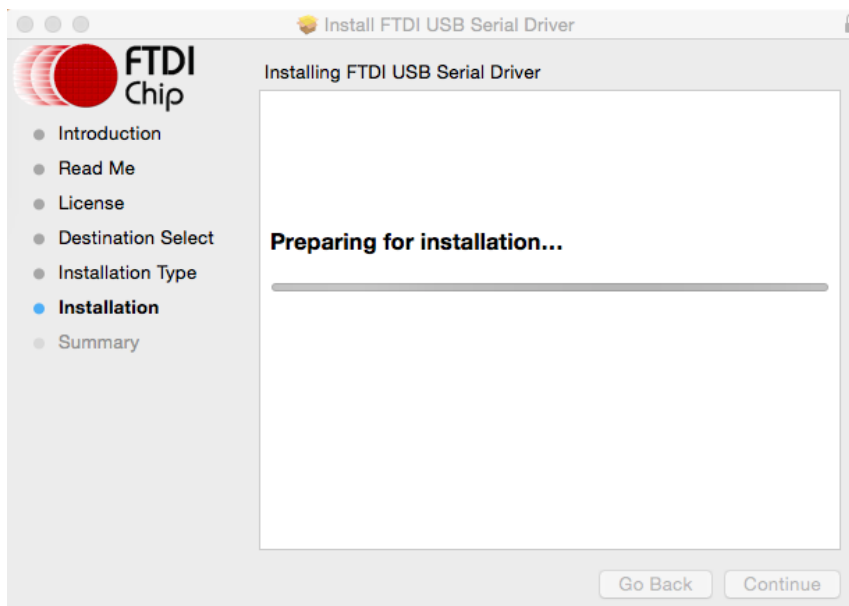 Install FTDI USB Serial Driver
FTDI
Chip
Installing FTDI USB Serial Driver
Introduction
Read Me
License
Destination Select
Installation Type
Installation
Summary
Preparing for installation...
Go Back
Continue